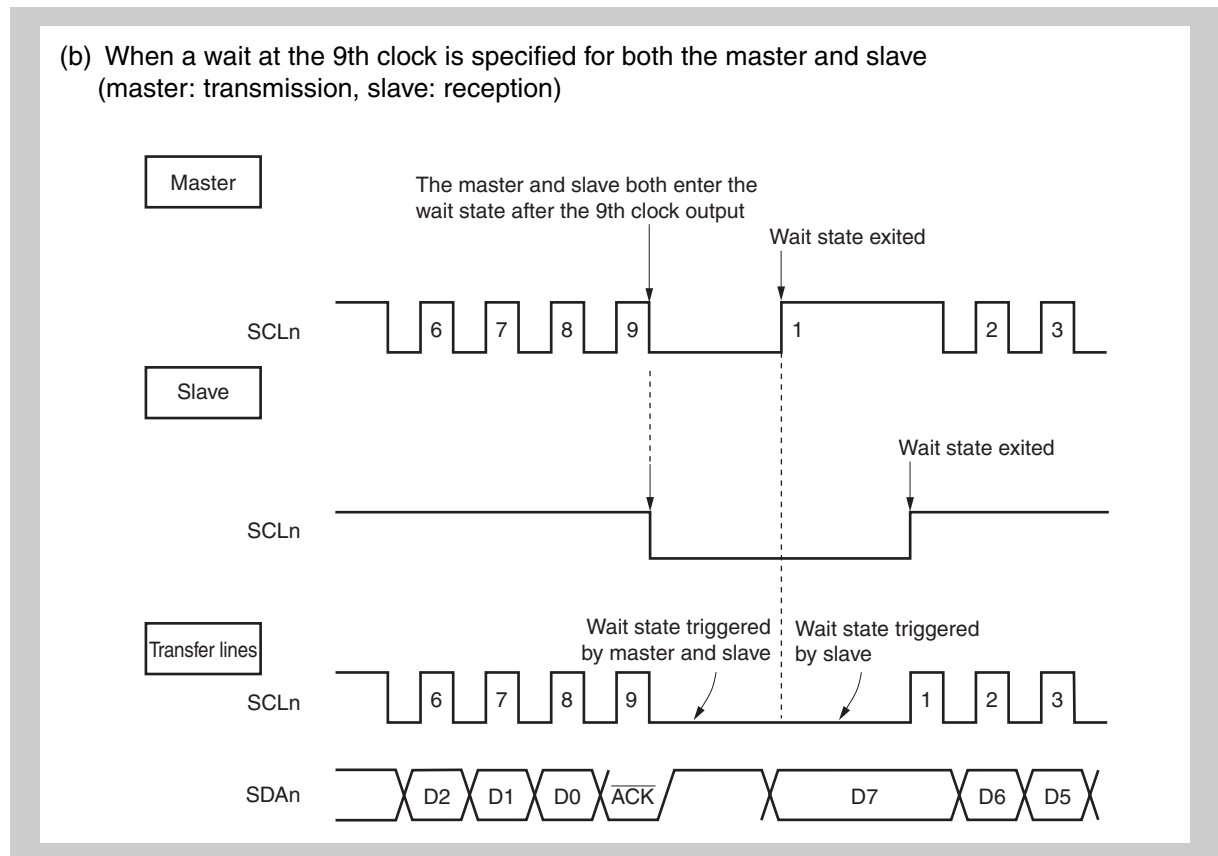 (b) When a wait at the 9th clock is specified for both the master and slave
(master: transmission, slave: reception)
Master
The master and slave both enter the
wait state after the 9th clock output
Wait state exited
SCLn
6 7 8 9 1 2 3
Slave
Wait state exited
SCLn
Transfer lines
Wait state triggered
by master and slave
Wait state triggered
by slave
SCLn
6 7 8 9 1 2 3
SDAn
D2 D1 D0 A̅C̅K̅ D7 D6 D5